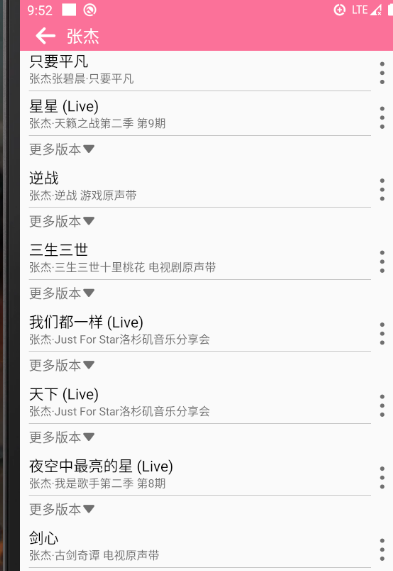 9:52
LTE
张杰
只要平凡
张杰张碧晨·只要平凡
星星 (Live)
张杰·天籁之战第二季 第9期
更多版本
逆战
张杰·逆战 游戏原声带
更多版本
三生三世
张杰·三生三世十里桃花 电视剧原声带
更多版本
我们都一样 (Live)
张杰·Just For Star洛杉矶音乐分享会
更多版本
天下 (Live)
张杰·Just For Star洛杉矶音乐分享会
更多版本
夜空中最亮的星 (Live)
张杰·我是歌手第二季 第8期
更多版本
剑心
张杰·古剑奇谭 电视原声带